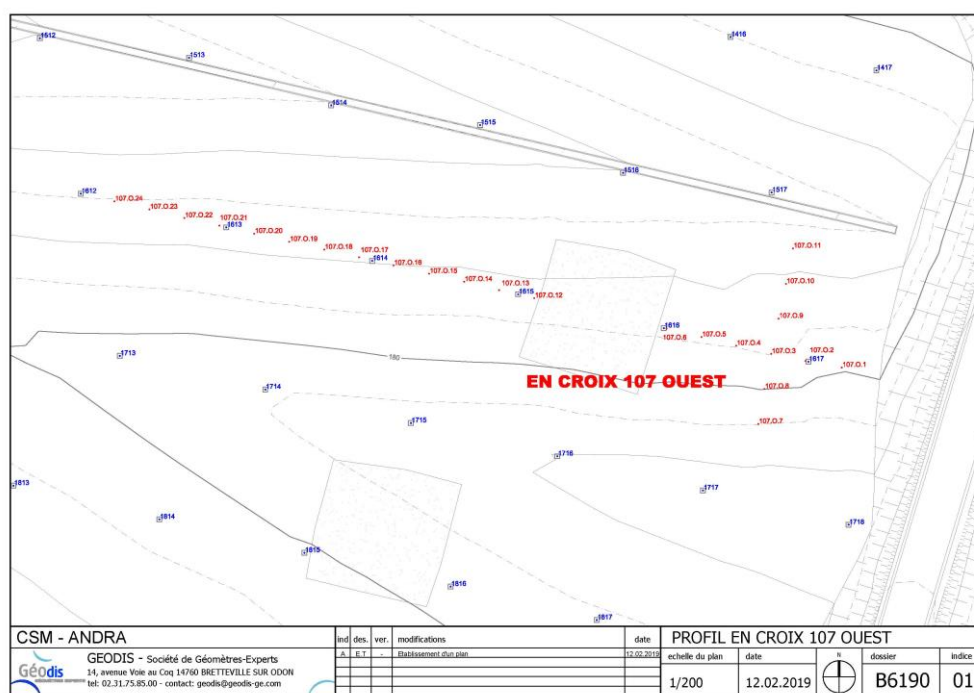 1512
1513
1416
1417
1514
1515
1516
1517
1612
107.O.24
107.O.23
107.O.22
107.O.21
1613
107.O.20
107.O.19
107.O.18
107.O.17
1614
107.O.16
107.O.15
107.O.14
107.O.13
1615
107.O.12
107.O.11
107.O.10
107.O.9
1616
107.O.6
107.O.5
107.O.4
107.O.3
107.O.2
1617
107.O.1
1713
180
EN CROIX 107 OUEST
107.O.8
1714
107.O.7
1715
1716
1717
1813
1814
1718
1815
1816
1817
CSM - ANDRA
GEODIS - Société de Géomètres-Experts
14, avenue Voie au Coq 14760 BRETTEVILLE SUR ODON
tel: 02.31.75.85.00 - contact: geodis@geodis-ge.com
Géodis
GÉOMÈTRES EXPERTS
ind des. ver. modifications date
A E.T - Etablissement d'un plan 12.02.2019
PROFIL EN CROIX 107 OUEST
echelle du plan date N dossier indice
1/200 12.02.2019 B6190 01